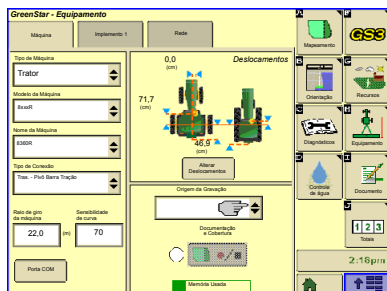 GreenStar - Equipamento
Máquina
Implemento 1
Rede
Tipo de Máquina
Trator
Modelo da Máquina
8xxxR
Nome da Máquina
8360R
Tipo de Conexão
Tras. - Pivô Barra Tração
Raio de giro
da máquina
Sensibilidade
de curva
22,0
(m)
70
Porta COM
0,0
(cm)
Deslocamentos
71,7
(cm)
46,9
(cm)
Alterar
Deslocamentos
Origem da Gravação
Documentação
e Cobertura
Memória Usada
Mapeamento
GS3
Orientação
Recursos
Diagnósticos
Equipamento
Controle
de água
Documento
1 2 3
Totais
2:18pm